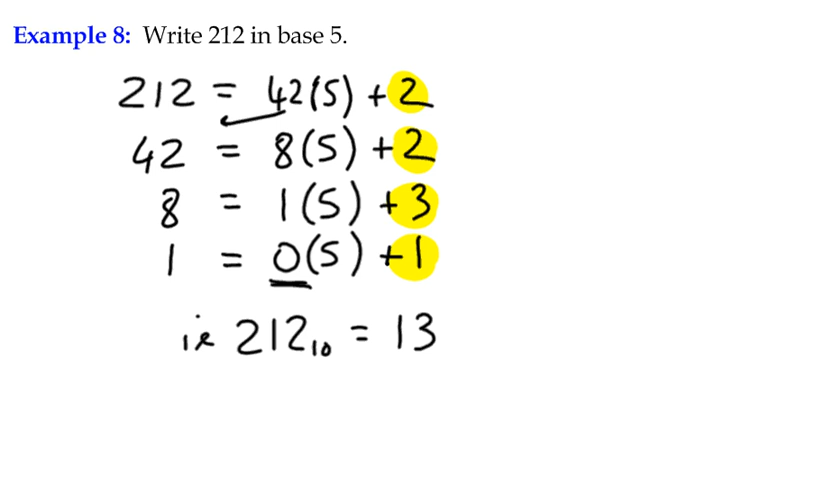 Example 8: Write 212 in base 5.
212 = 42(5) + 2
42 = 8(5) + 2
8 = 1(5) + 3
1 = 0(5) + 1
ie 212₁₀ = 13